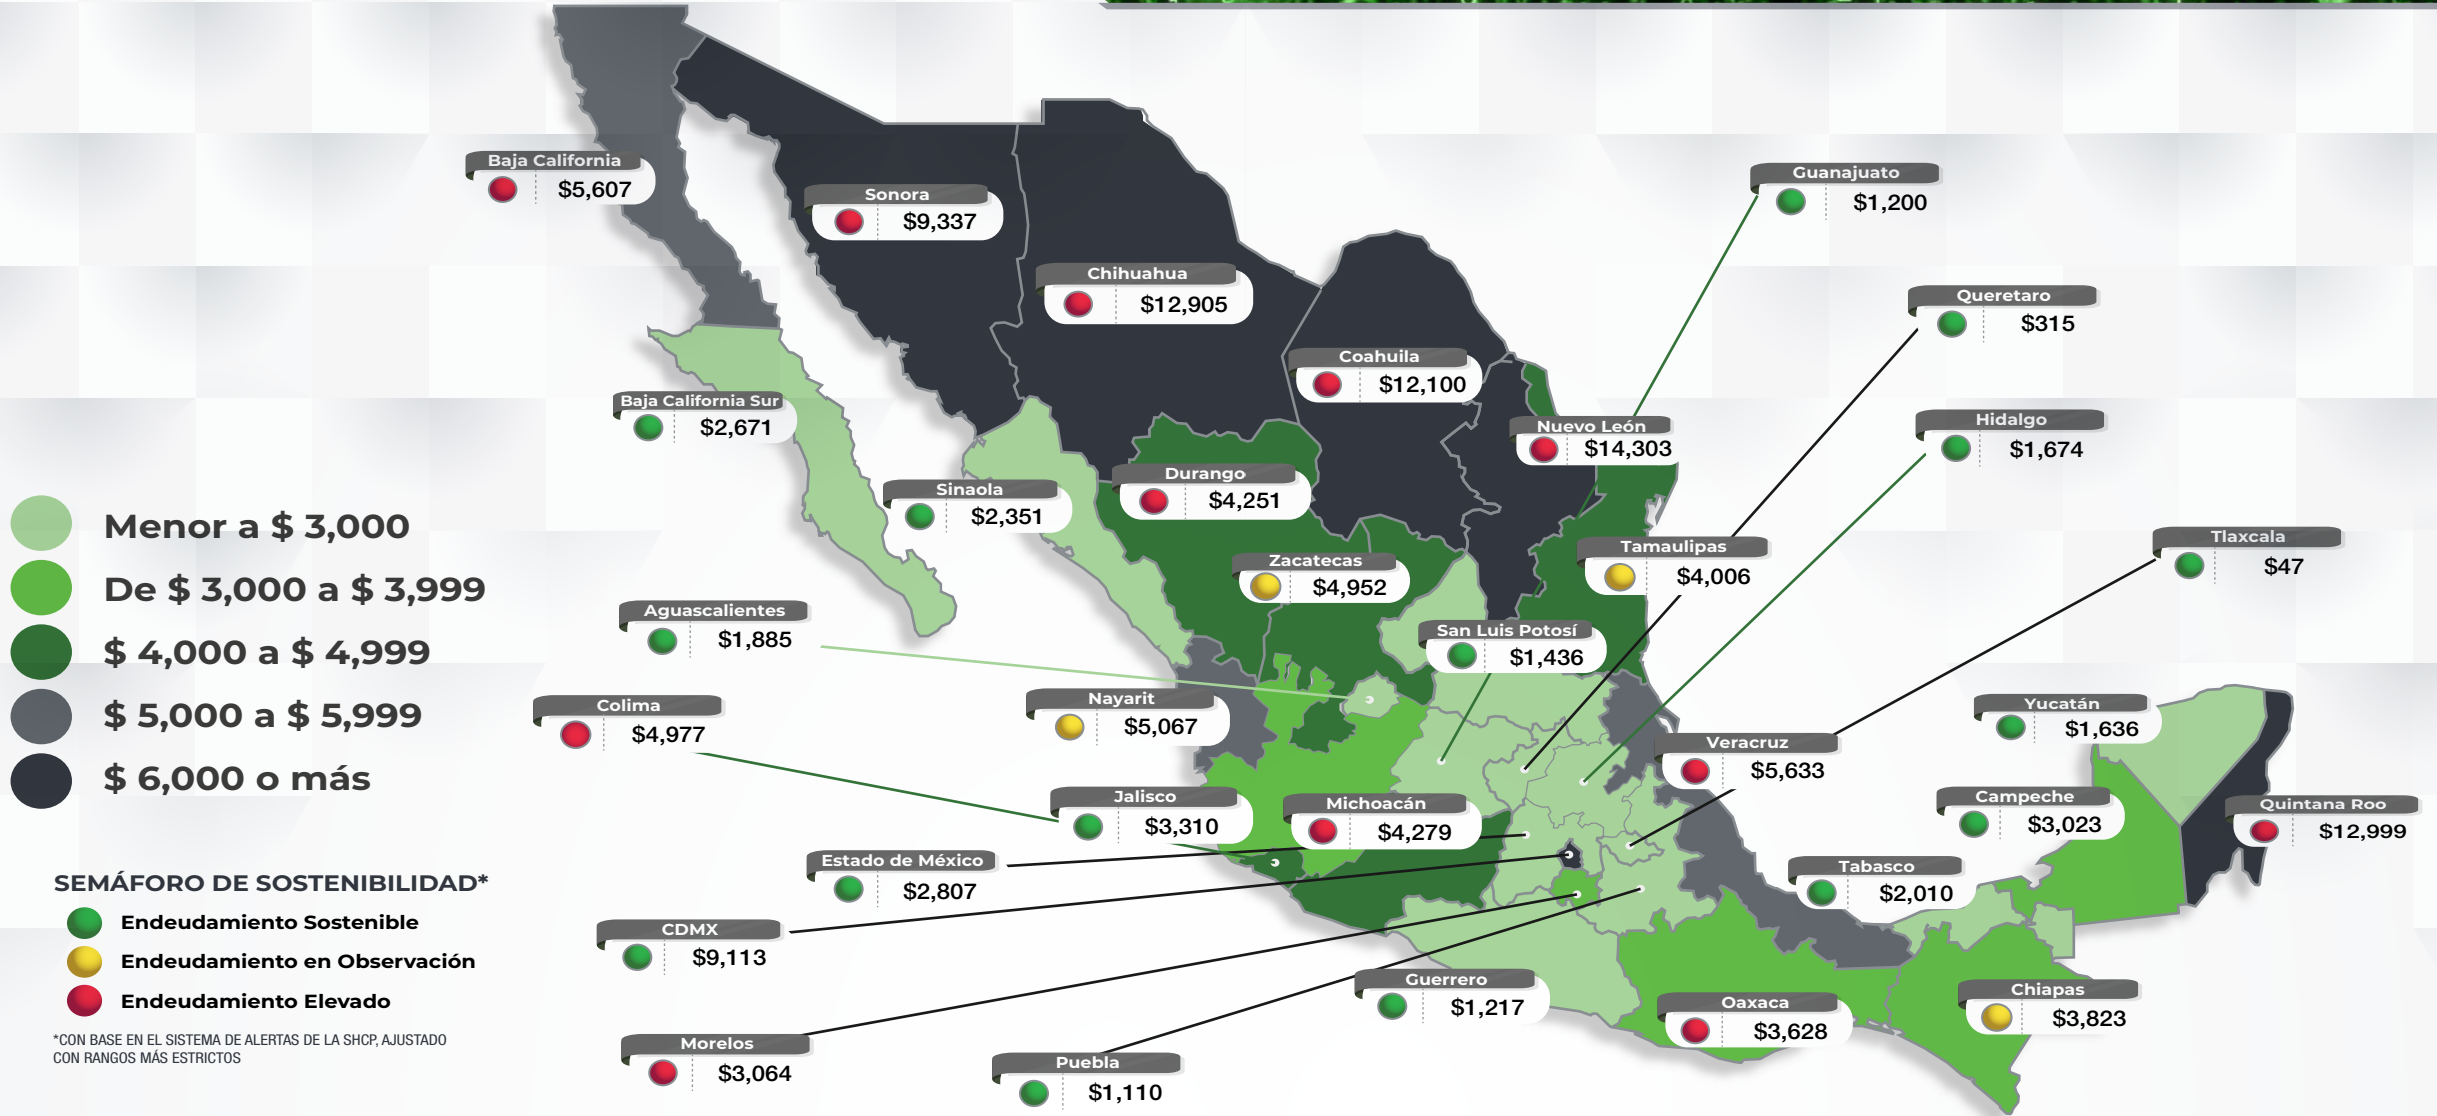 Baja California
$5,607
Sonora
$9,337
Chihuahua
$12,905
Guanajuato
$1,200
Queretaro
$315
Coahuila
$12,100
Baja California Sur
$2,671
Nuevo León
$14,303
Hidalgo
$1,674
Durango
$4,251
Sinaola
$2,351
Menor a $ 3,000
De $ 3,000 a $ 3,999
$ 4,000 a $ 4,999
$ 5,000 a $ 5,999
$ 6,000 o más
Zacatecas
$4,952
Tamaulipas
$4,006
Tlaxcala
$47
Aguascalientes
$1,885
San Luis Potosí
$1,436
Colima
$4,977
Nayarit
$5,067
Yucatán
$1,636
Veracruz
$5,633
Jalisco
$3,310
Michoacán
$4,279
Campeche
$3,023
Quintana Roo
$12,999
Estado de México
$2,807
Tabasco
$2,010
SEMÁFORO DE SOSTENIBILIDAD*
Endeudamiento Sostenible
Endeudamiento en Observación
Endeudamiento Elevado
*CON BASE EN EL SISTEMA DE ALERTAS DE LA SHCP, AJUSTADO
CON RANGOS MÁS ESTRICTOS
CDMX
$9,113
Guerrero
$1,217
Oaxaca
$3,628
Chiapas
$3,823
Morelos
$3,064
Puebla
$1,110